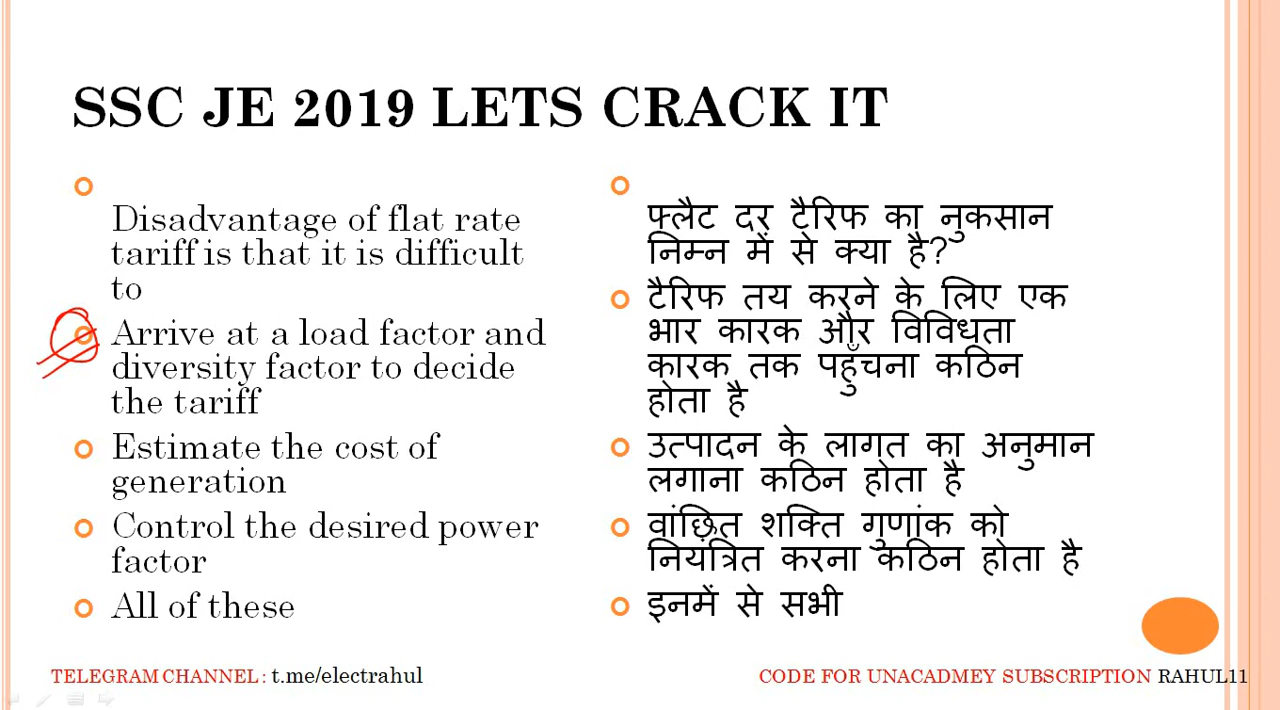 SSC JE 2019 LETS CRACK IT
Disadvantage of flat rate
tariff is that it is difficult
to
Arrive at a load factor and
diversity factor to decide
the tariff
Estimate the cost of
generation
Control the desired power
factor
All of these
फ्लैट दर टैरिफ का नुकसान
निम्न में से क्या है?
टैरिफ तय करने के लिए एक
भार कारक और विविधता
कारक तक पहुँचना कठिन
होता है
उत्पादन के लागत का अनुमान
लगाना कठिन होता है
वांछित शक्ति गुणांक को
नियंत्रित करना कठिन होता है
इनमें से सभी
TELEGRAM CHANNEL: t.me/electrahul
CODE FOR UNACADMEY SUBSCRIPTION RAHUL11